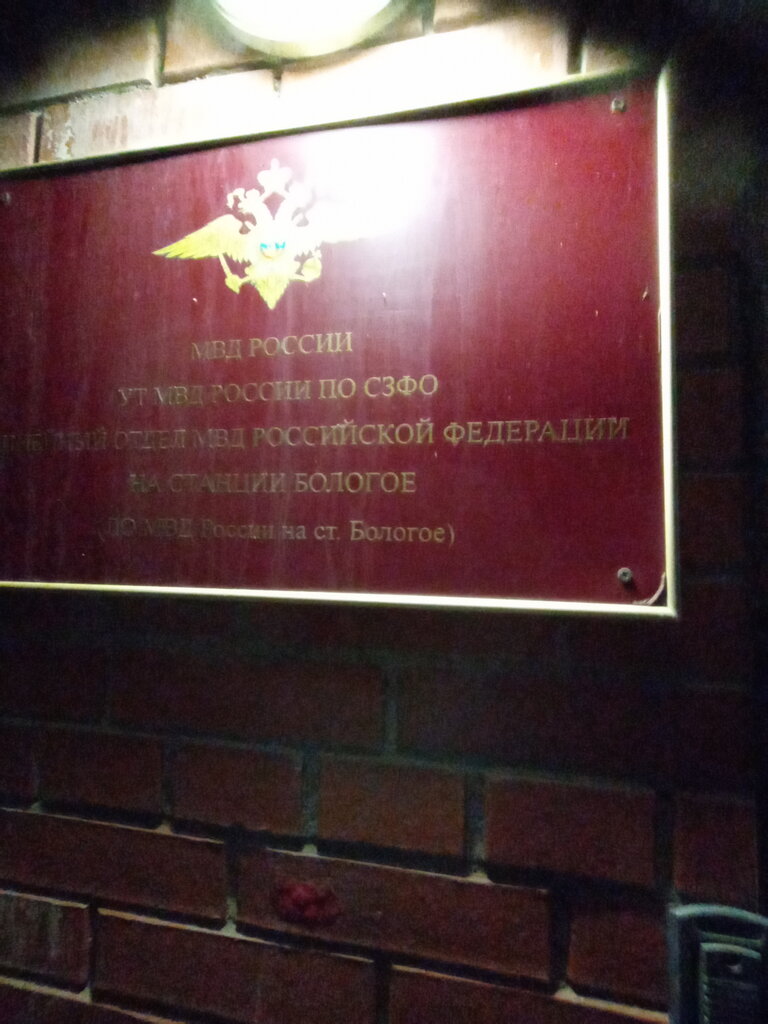 МВД РОССИИ
УТ МВД РОССИИ ПО СЗФО
ОТДЕЛ МВД РОССИЙСКОЙ ФЕДЕРАЦИИ
НА СТАНЦИИ БОЛОГОЕ
(ЛО МВД России на ст. Бологое)